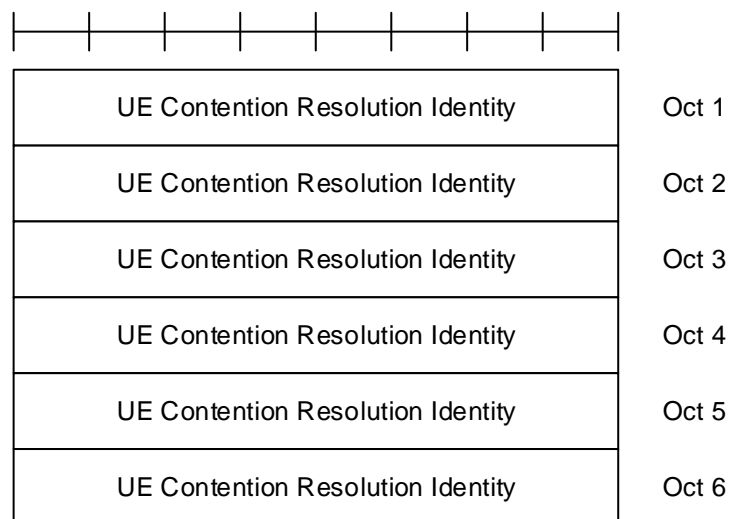 UE Contention Resolution Identity Oct 1
UE Contention Resolution Identity Oct 2
UE Contention Resolution Identity Oct 3
UE Contention Resolution Identity Oct 4
UE Contention Resolution Identity Oct 5
UE Contention Resolution Identity Oct 6